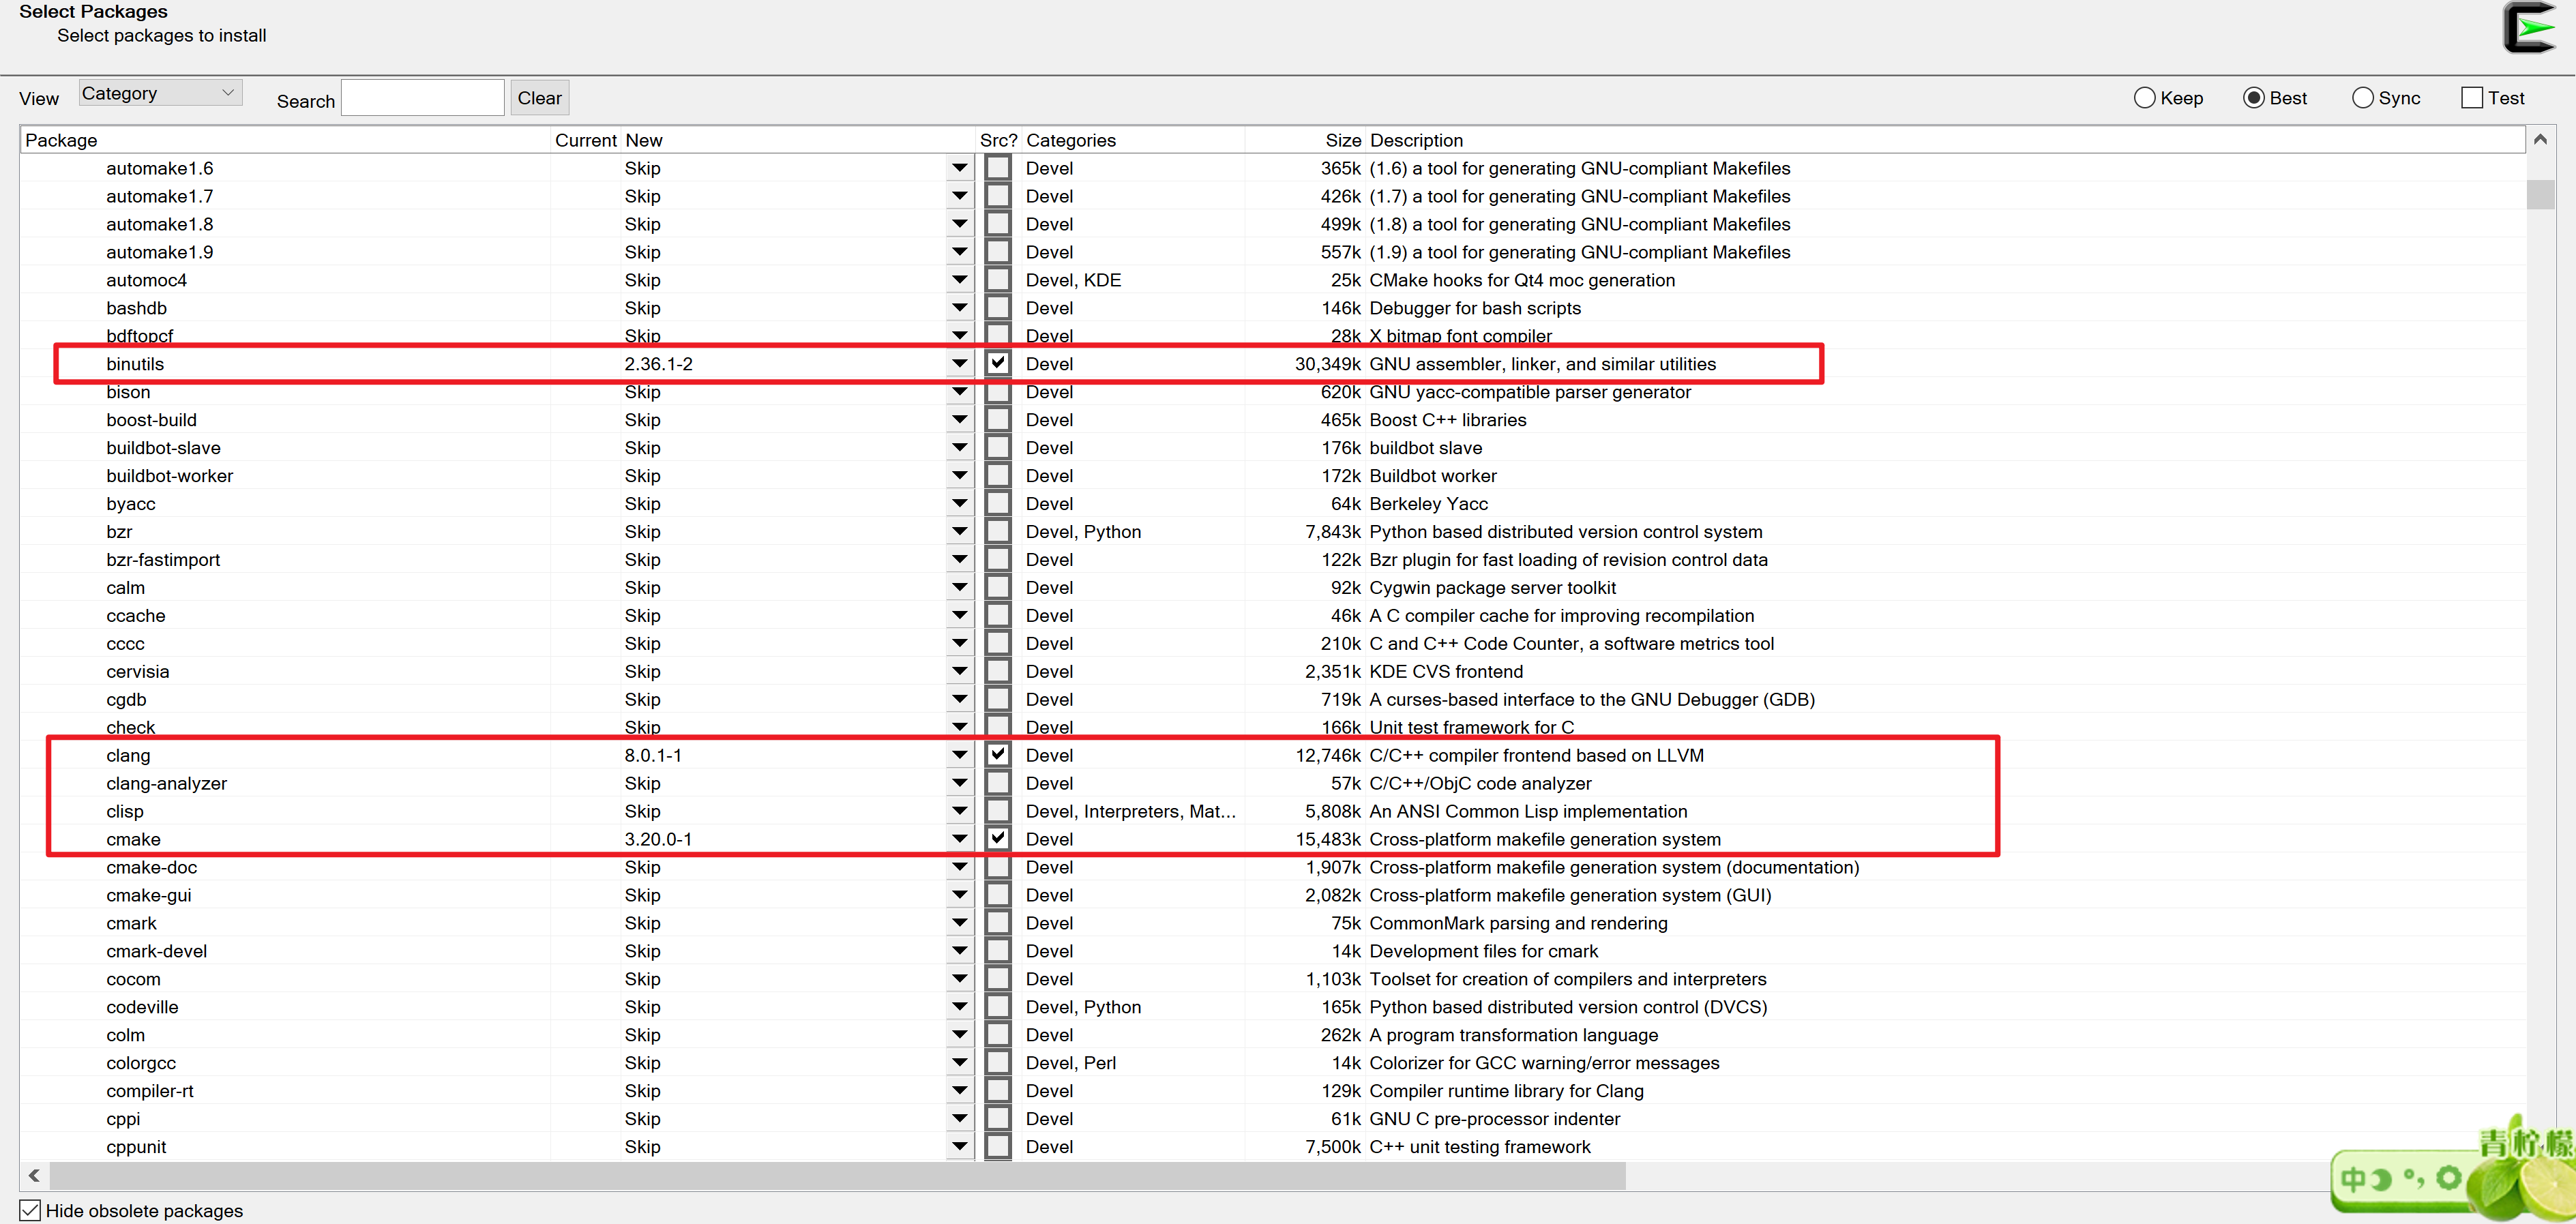 Select Packages
Select packages to install
View Category Search Clear Keep Best Sync Test
Package Current New Src? Categories Size Description
automake1.6 Skip Devel 365k (1.6) a tool for generating GNU-compliant Makefiles
automake1.7 Skip Devel 426k (1.7) a tool for generating GNU-compliant Makefiles
automake1.8 Skip Devel 499k (1.8) a tool for generating GNU-compliant Makefiles
automake1.9 Skip Devel 557k (1.9) a tool for generating GNU-compliant Makefiles
automoc4 Skip Devel, KDE 25k CMake hooks for Qt4 moc generation
bashdb Skip Devel 146k Debugger for bash scripts
bdftopcf Skip Devel 28k X bitmap font compiler
binutils 2.36.1-2 Devel 30,349k GNU assembler, linker, and similar utilities
bison Skip Devel 620k GNU yacc-compatible parser generator
boost-build Skip Devel 465k Boost C++ libraries
buildbot-slave Skip Devel 176k buildbot slave
buildbot-worker Skip Devel 172k Buildbot worker
byacc Skip Devel 64k Berkeley Yacc
bzr Skip Devel, Python 7,843k Python based distributed version control system
bzr-fastimport Skip Devel 122k Bzr plugin for fast loading of revision control data
calm Skip Devel 92k Cygwin package server toolkit
ccache Skip Devel 46k A C compiler cache for improving recompilation
cccc Skip Devel 210k C and C++ Code Counter, a software metrics tool
cervisia Skip Devel 2,351k KDE CVS frontend
cgdb Skip Devel 719k A curses-based interface to the GNU Debugger (GDB)
check Skip Devel 166k Unit test framework for C
clang 8.0.1-1 Devel 12,746k C/C++ compiler frontend based on LLVM
clang-analyzer Skip Devel 57k C/C++/ObjC code analyzer
clisp Skip Devel, Interpreters, Mat... 5,808k An ANSI Common Lisp implementation
cmake 3.20.0-1 Devel 15,483k Cross-platform makefile generation system
cmake-doc Skip Devel 1,907k Cross-platform makefile generation system (documentation)
cmake-gui Skip Devel 2,082k Cross-platform makefile generation system (GUI)
cmark Skip Devel 75k CommonMark parsing and rendering
cmark-devel Skip Devel 14k Development files for cmark
cocom Skip Devel 1,103k Toolset for creation of compilers and interpreters
codeville Skip Devel, Python 165k Python based distributed version control (DVCS)
colm Skip Devel 262k A program transformation language
colorgcc Skip Devel, Perl 14k Colorizer for GCC warning/error messages
compiler-rt Skip Devel 129k Compiler runtime library for Clang
cppi Skip Devel 61k GNU C pre-processor indenter
cppunit Skip Devel 7,500k C++ unit testing framework
青柠檬
中
Hide obsolete packages